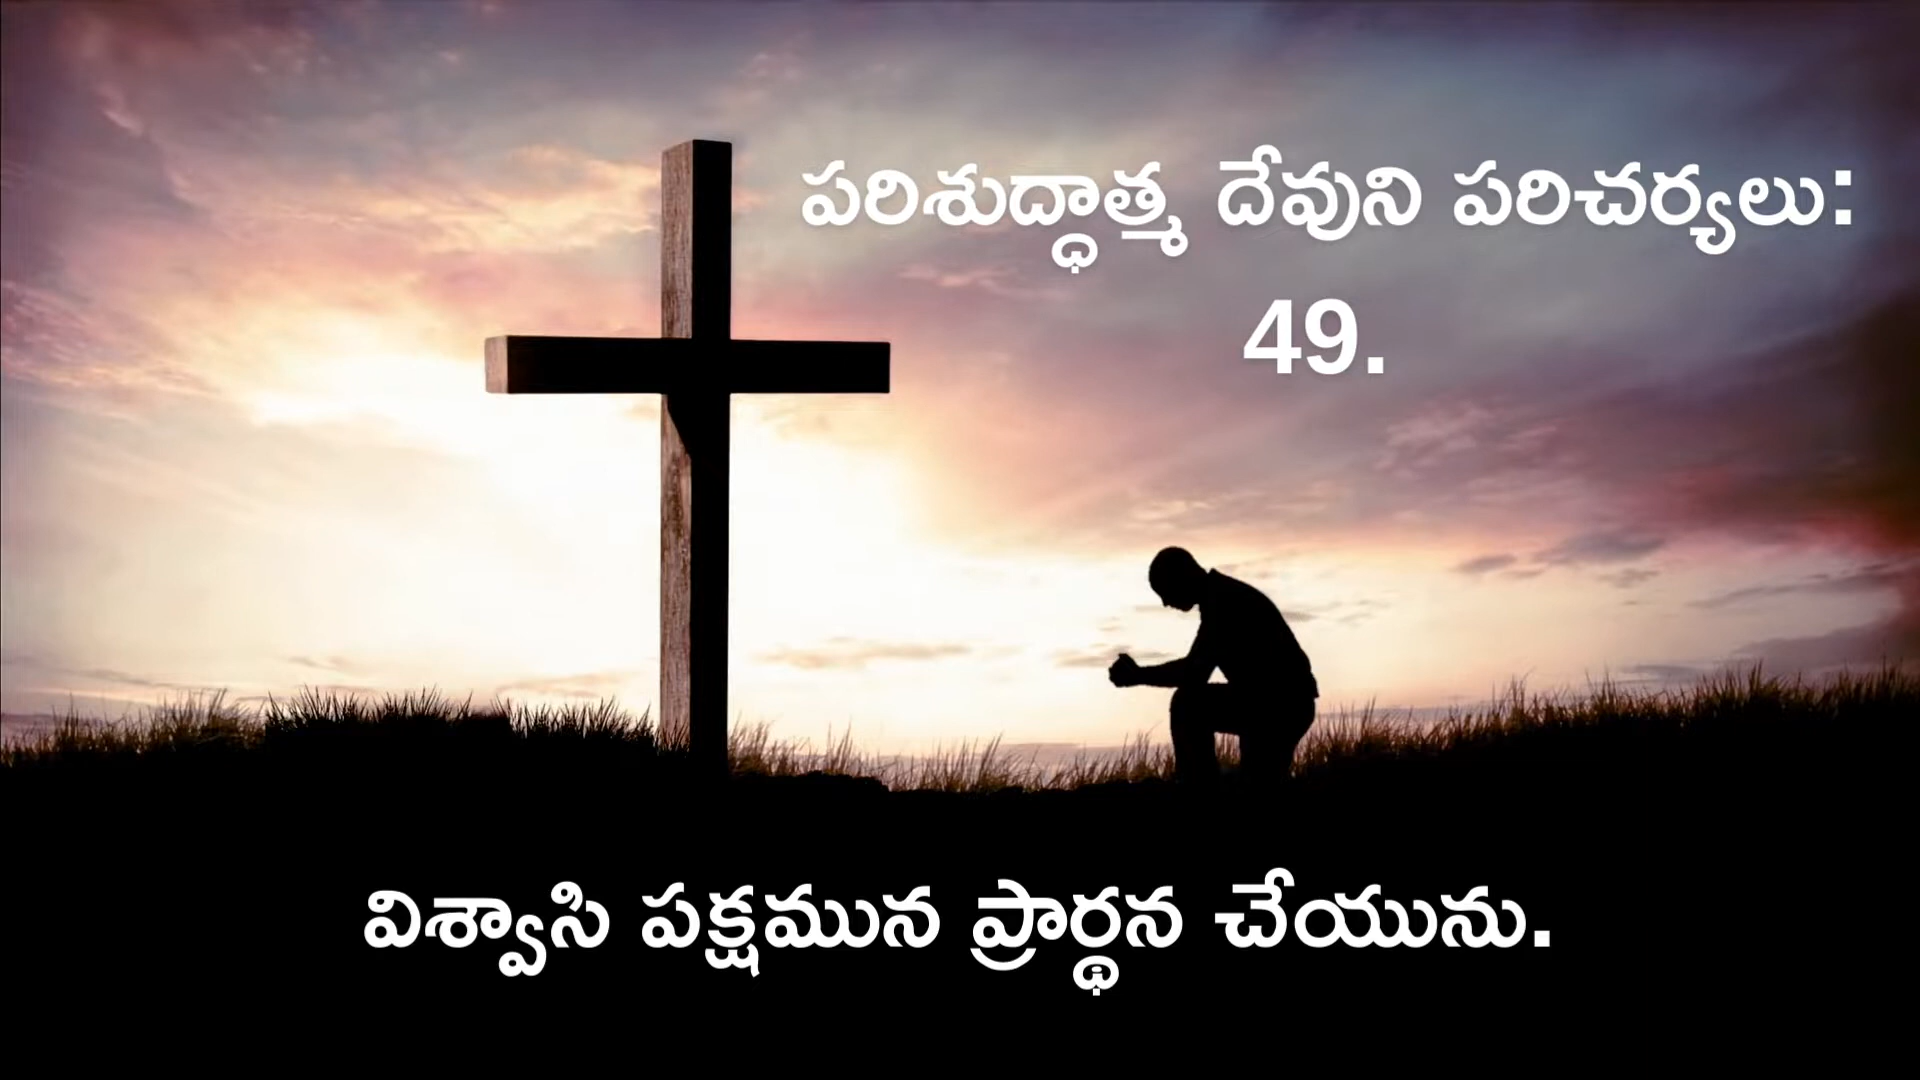 పరిశుద్ధాత్మ దేవుని పరిచర్యలు:
49.
విశ్వాసి పక్షమున ప్రార్థన చేయును.